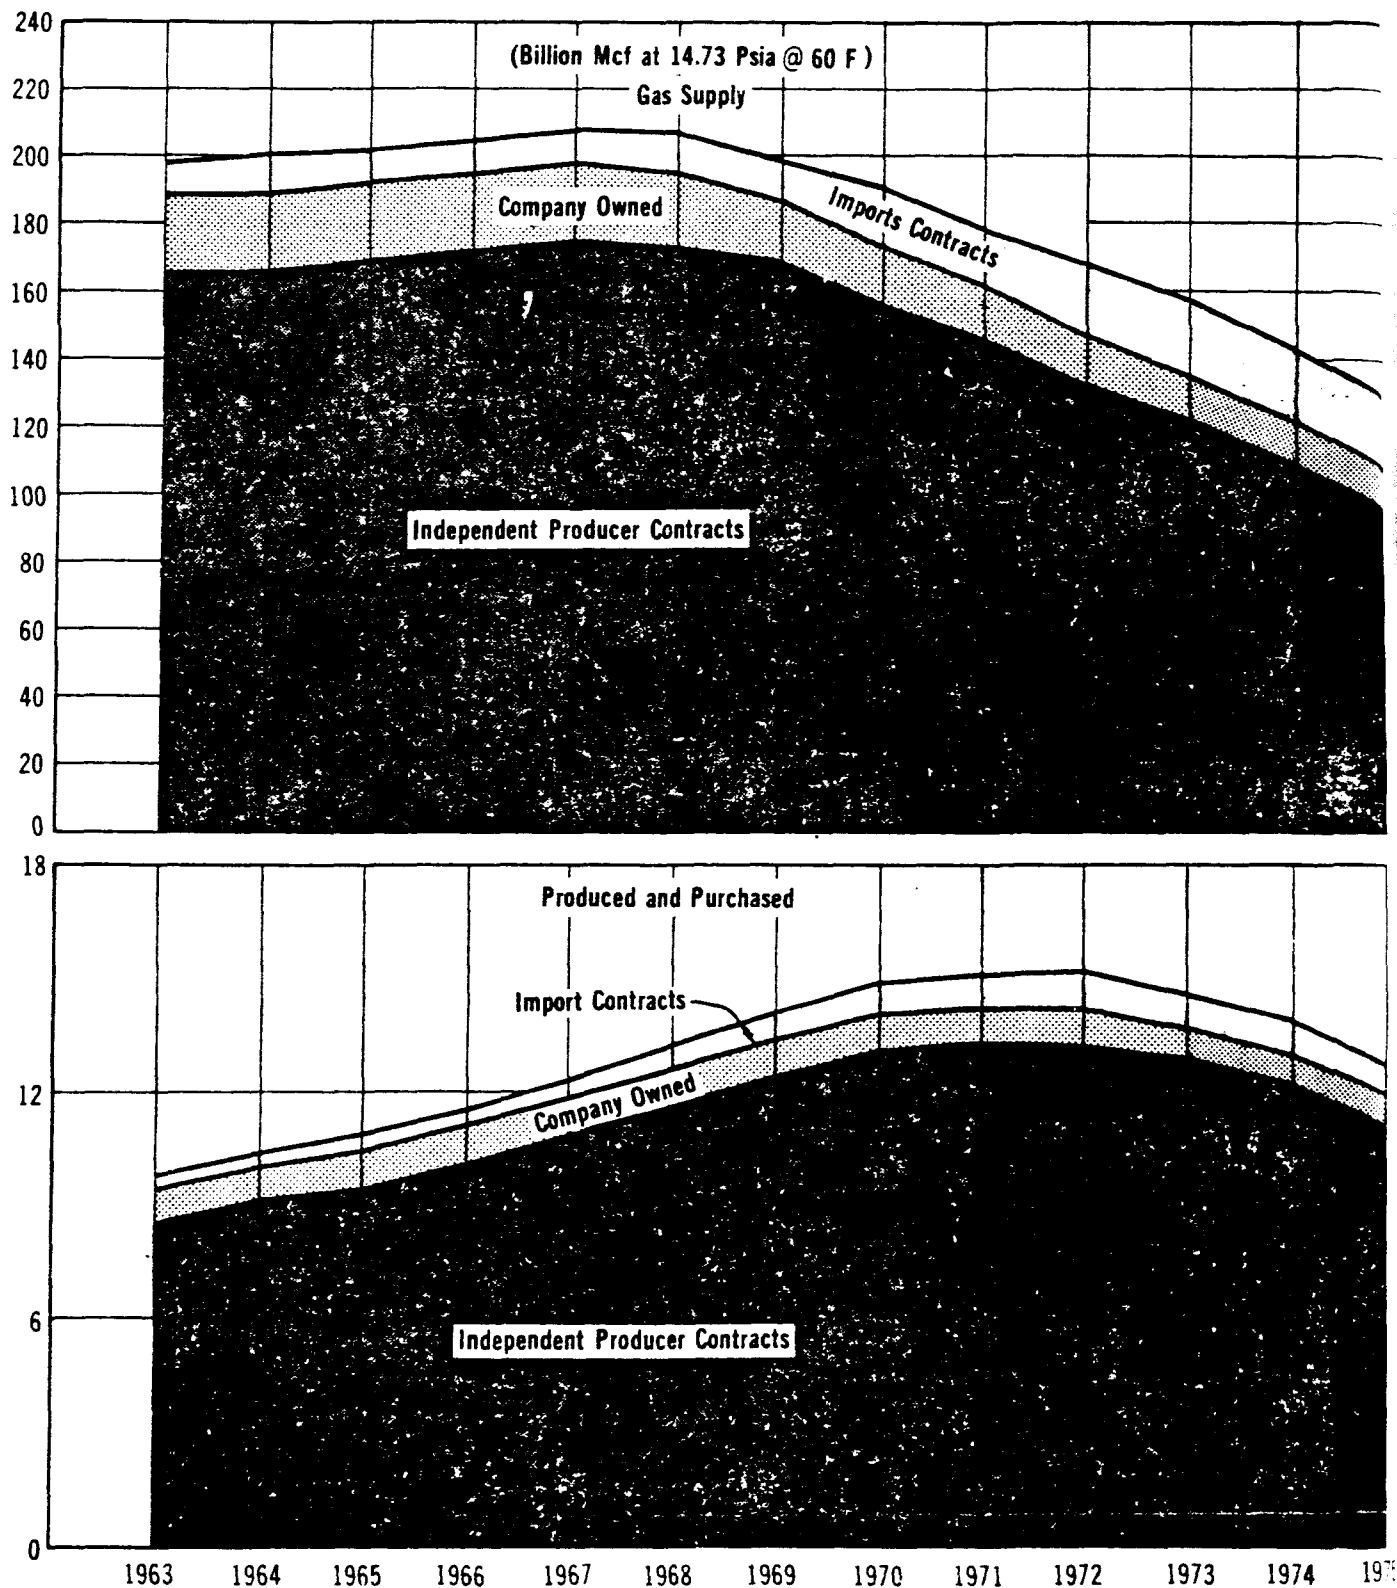 240
(Billion Mcf at 14.73 Psia @ 60 F )
220
Gas Supply
200
Company Owned
Imports Contracts
180
160
140
120
100
Independent Producer Contracts
80
60
40
20
0
18
Produced and Purchased
Import Contracts
12
Company Owned
6
Independent Producer Contracts
0
1963 1964 1965 1966 1967 1968 1969 1970 1971 1972 1973 1974